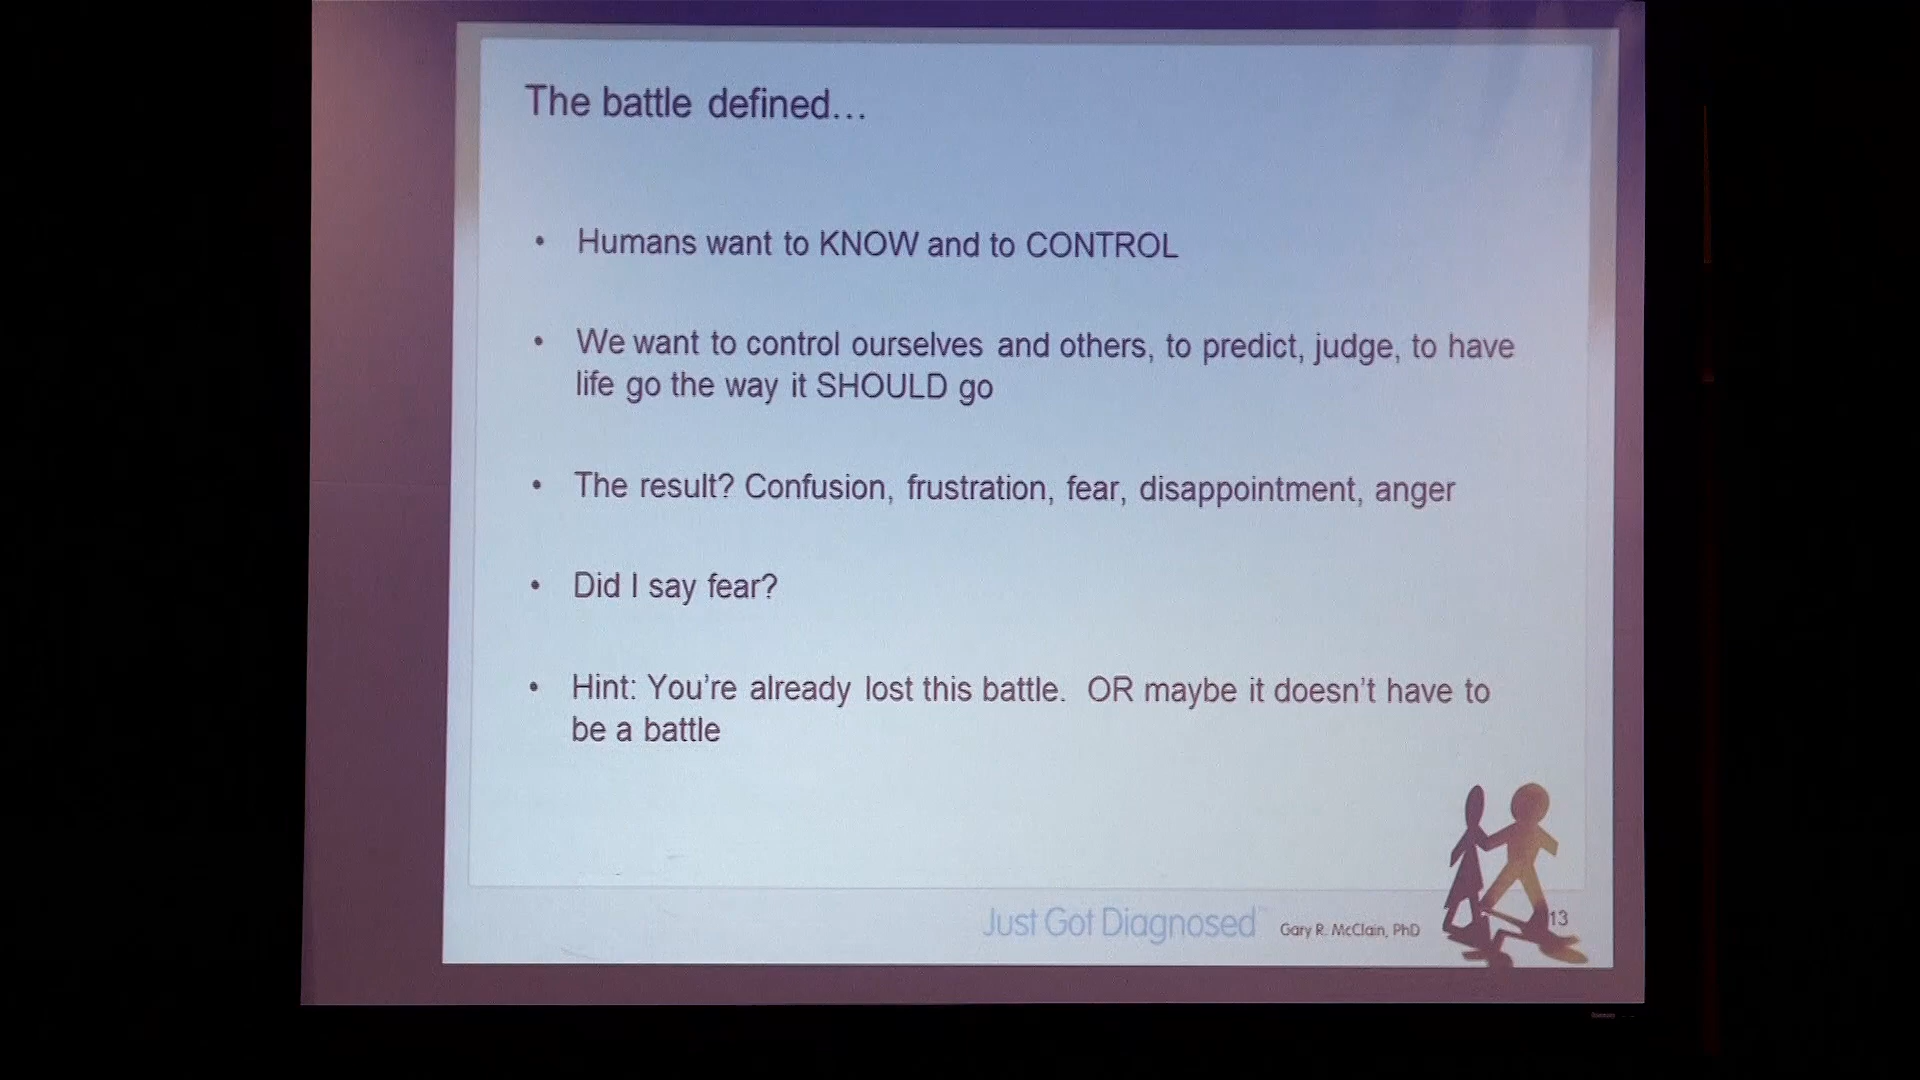 The battle defined...
• Humans want to KNOW and to CONTROL
• We want to control ourselves and others, to predict, judge, to have
life go the way it SHOULD go
• The result? Confusion, frustration, fear, disappointment, anger
• Did I say fear?
• Hint: You're already lost this battle. OR maybe it doesn't have to
be a battle
Just Got Diagnosed™ Gary R. McClain, PhD 13